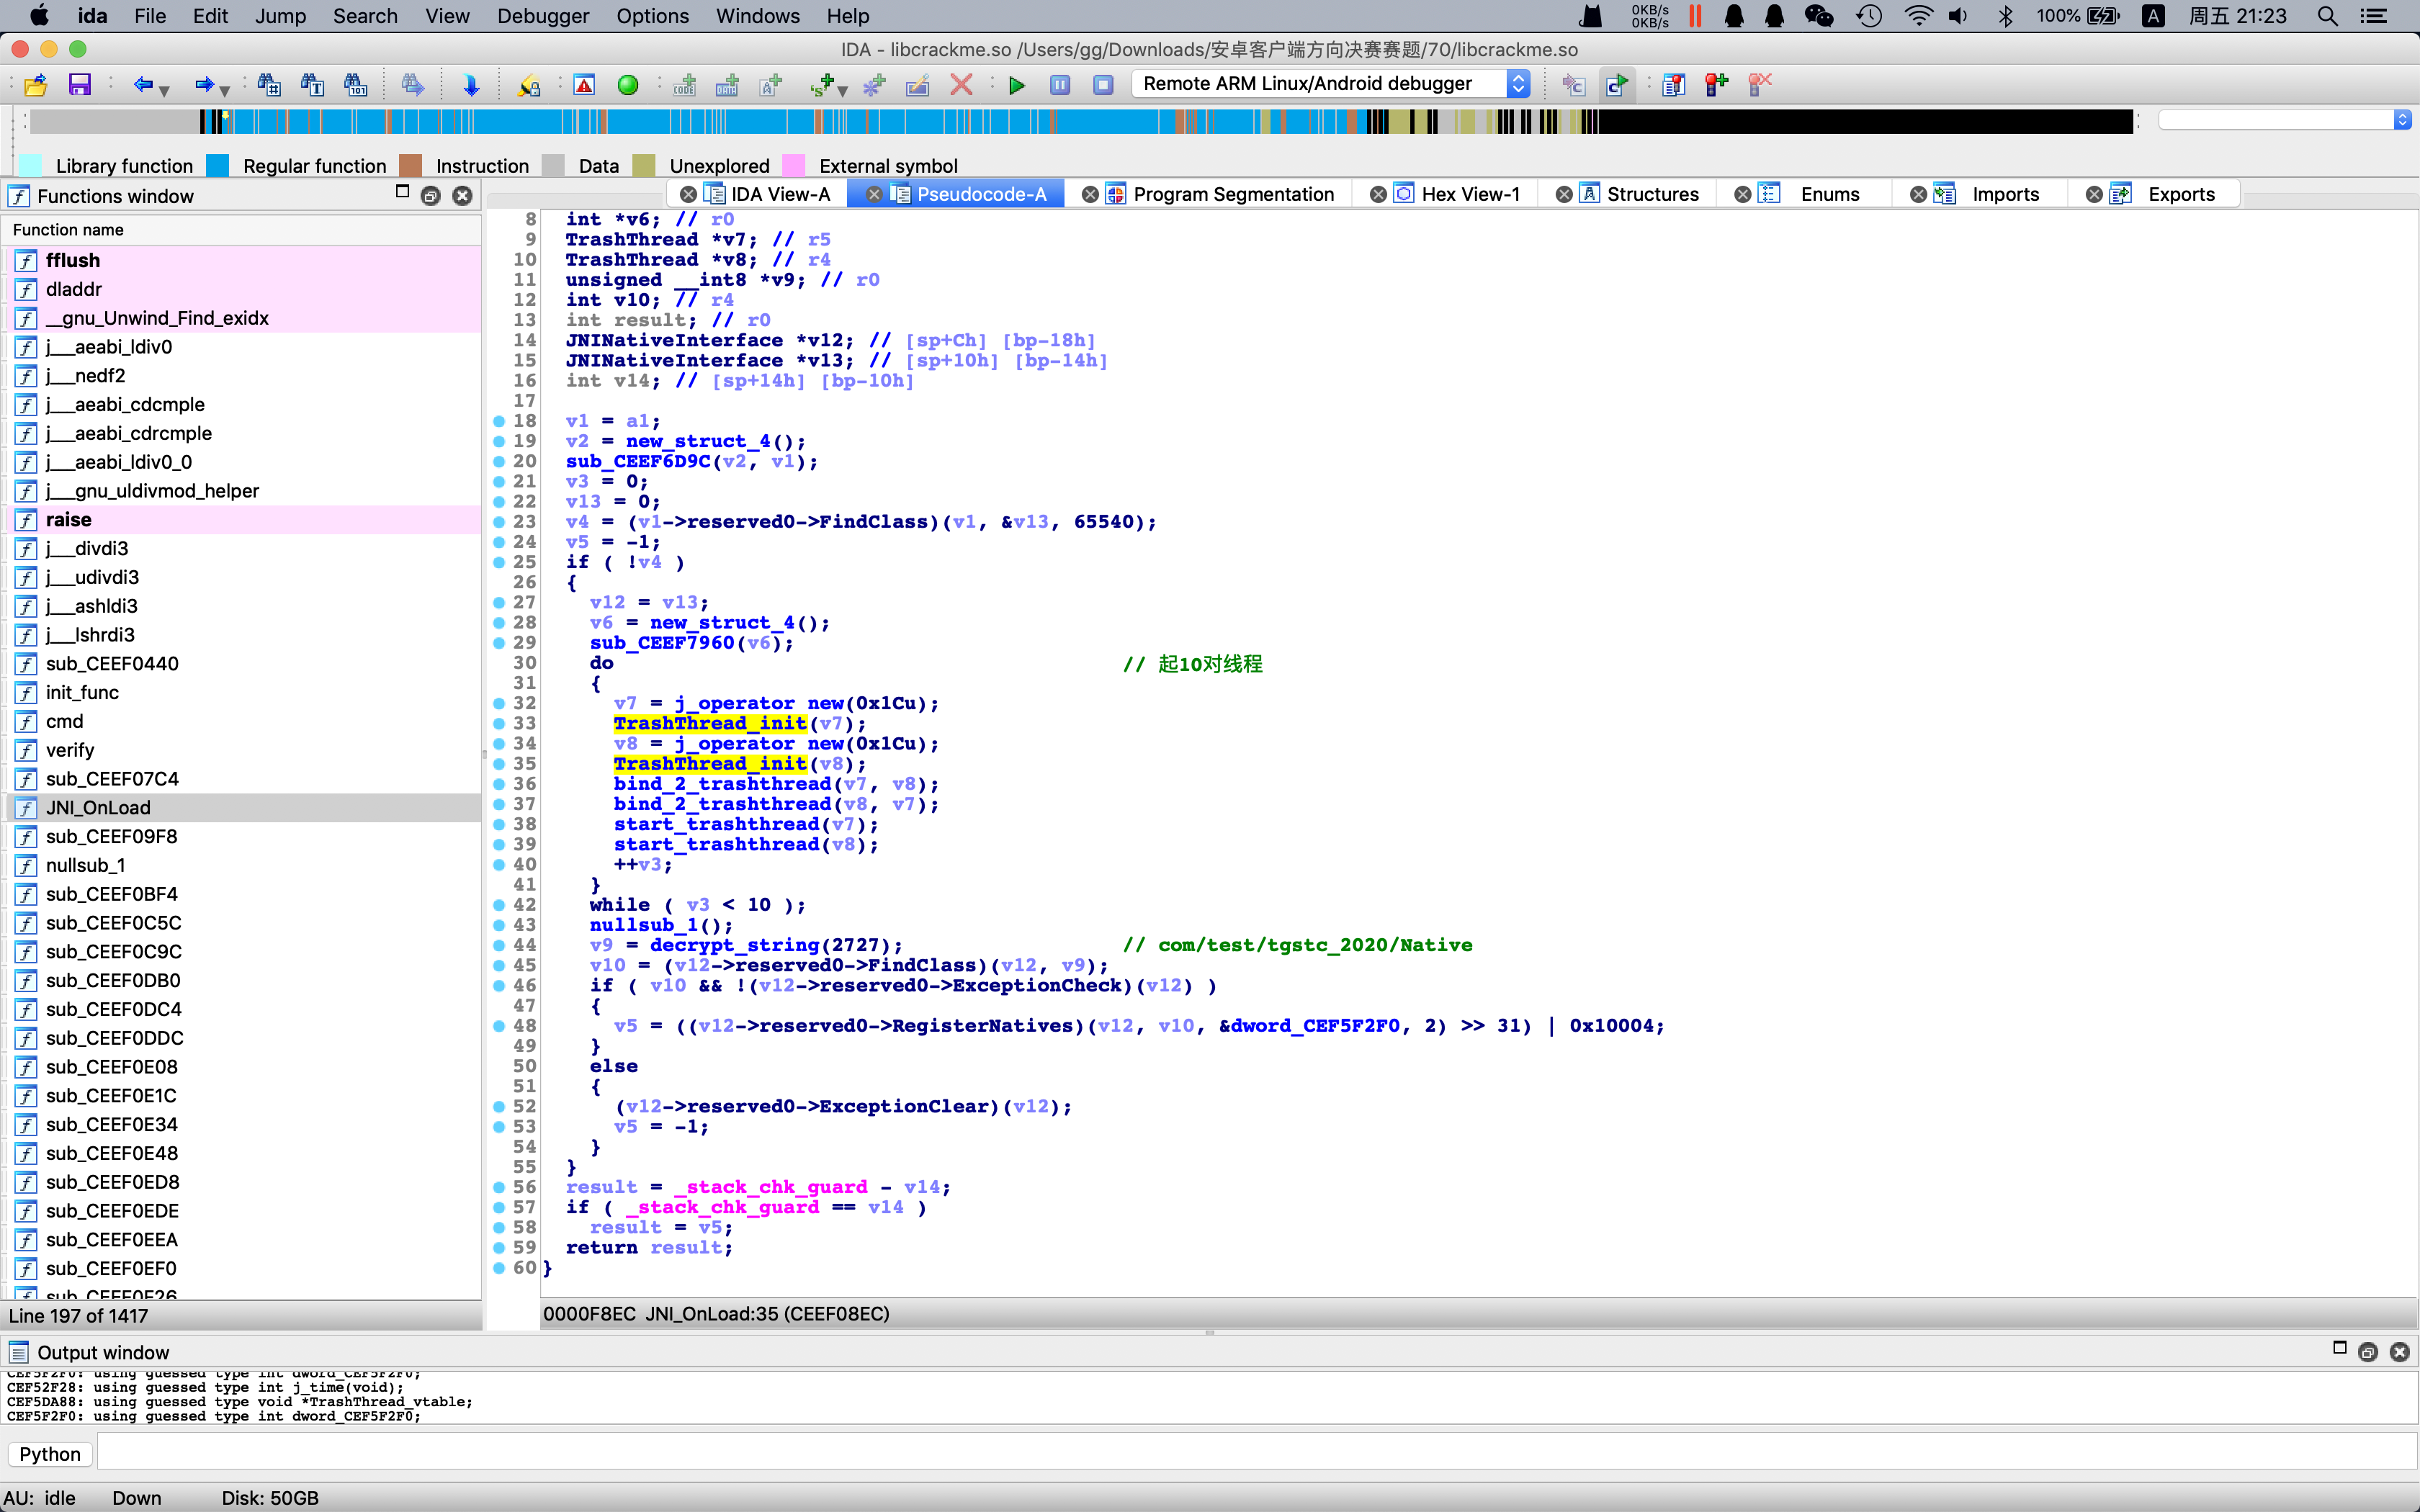 ida File Edit Jump Search View Debugger Options Windows Help 0KB/s 0KB/s 100% A 周五 21:23
IDA - libcrackme.so /Users/gg/Downloads/安卓客户端方向决赛赛题/70/libcrackme.so
Remote ARM Linux/Android debugger
Library function Regular function Instruction Data Unexplored External symbol
Functions window
Function name
fflush
dladdr
__gnu_Unwind_Find_exidx
j___aeabi_ldiv0
j___nedf2
j___aeabi_cdcmple
j___aeabi_cdrcmple
j___aeabi_ldiv0_0
j___gnu_uldivmod_helper
raise
j___divdi3
j___udivdi3
j___ashldi3
j___lshrdi3
sub_CEEF0440
init_func
cmd
verify
sub_CEEF07C4
JNI_OnLoad
sub_CEEF09F8
nullsub_1
sub_CEEF0BF4
sub_CEEF0C5C
sub_CEEF0C9C
sub_CEEF0DB0
sub_CEEF0DC4
sub_CEEF0DDC
sub_CEEF0E08
sub_CEEF0E1C
sub_CEEF0E34
sub_CEEF0E48
sub_CEEF0ED8
sub_CEEF0EDE
sub_CEEF0EEA
sub_CEEF0EF0
sub_CEEF0F26
Line 197 of 1417
IDA View-A Pseudocode-A Program Segmentation Hex View-1 Structures Enums Imports Exports
8 int *v6; // r0
9 TrashThread *v7; // r5
10 TrashThread *v8; // r4
11 unsigned __int8 *v9; // r0
12 int v10; // r4
13 int result; // r0
14 JNINativeInterface *v12; // [sp+Ch] [bp-18h]
15 JNINativeInterface *v13; // [sp+10h] [bp-14h]
16 int v14; // [sp+14h] [bp-10h]
17
18 v1 = a1;
19 v2 = new_struct_4();
20 sub_CEEF6D9C(v2, v1);
21 v3 = 0;
22 v13 = 0;
23 v4 = (v1->reserved0->FindClass)(v1, &v13, 65540);
24 v5 = -1;
25 if ( !v4 )
26 {
27 v12 = v13;
28 v6 = new_struct_4();
29 sub_CEEF7960(v6);
30 do // 起10对线程
31 {
32 v7 = j_operator new(0x1Cu);
33 TrashThread_init(v7);
34 v8 = j_operator new(0x1Cu);
35 TrashThread_init(v8);
36 bind_2_trashthread(v7, v8);
37 bind_2_trashthread(v8, v7);
38 start_trashthread(v7);
39 start_trashthread(v8);
40 ++v3;
41 }
42 while ( v3 < 10 );
43 nullsub_1();
44 v9 = decrypt_string(2727); // com/test/tgstc_2020/Native
45 v10 = (v12->reserved0->FindClass)(v12, v9);
46 if ( v10 && !(v12->reserved0->ExceptionCheck)(v12) )
47 {
48 v5 = ((v12->reserved0->RegisterNatives)(v12, v10, &dword_CEF5F2F0, 2) >> 31) | 0x10004;
49 }
50 else
51 {
52 (v12->reserved0->ExceptionClear)(v12);
53 v5 = -1;
54 }
55 }
56 result = _stack_chk_guard - v14;
57 if ( _stack_chk_guard == v14 )
58 result = v5;
59 return result;
60 }
0000F8EC JNI_OnLoad:35 (CEEF08EC)
Output window
CEF5F2F0: using guessed type int dword_CEF5F2F0;
CEF52F28: using guessed type int j_time(void);
CEF5DA88: using guessed type void *TrashThread_vtable;
CEF5F2F0: using guessed type int dword_CEF5F2F0;
Python
AU: idle Down Disk: 50GB